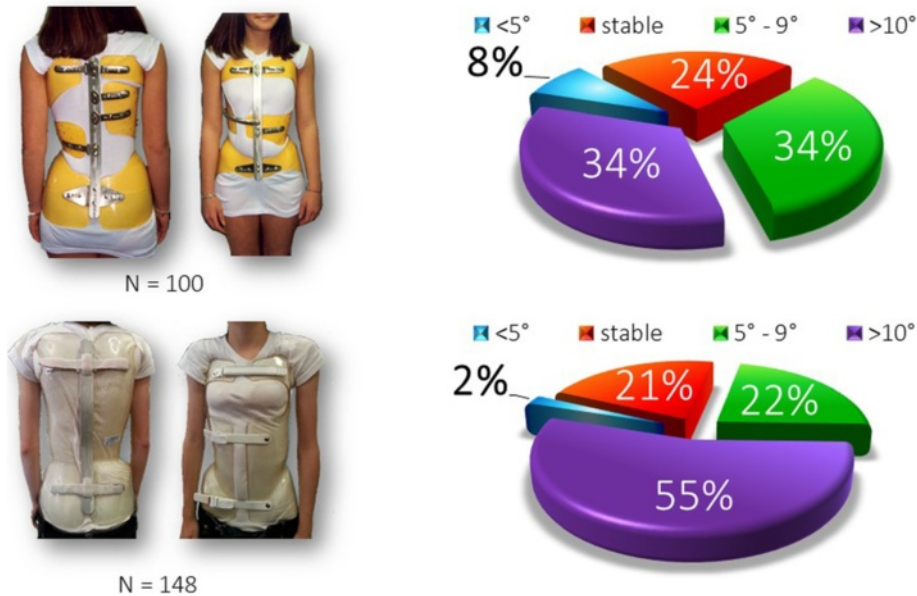 <5° stable 5° - 9° >10°
8%
24%
34%
34%
N = 100
<5° stable 5° - 9° >10°
2%
21%
22%
55%
N = 148